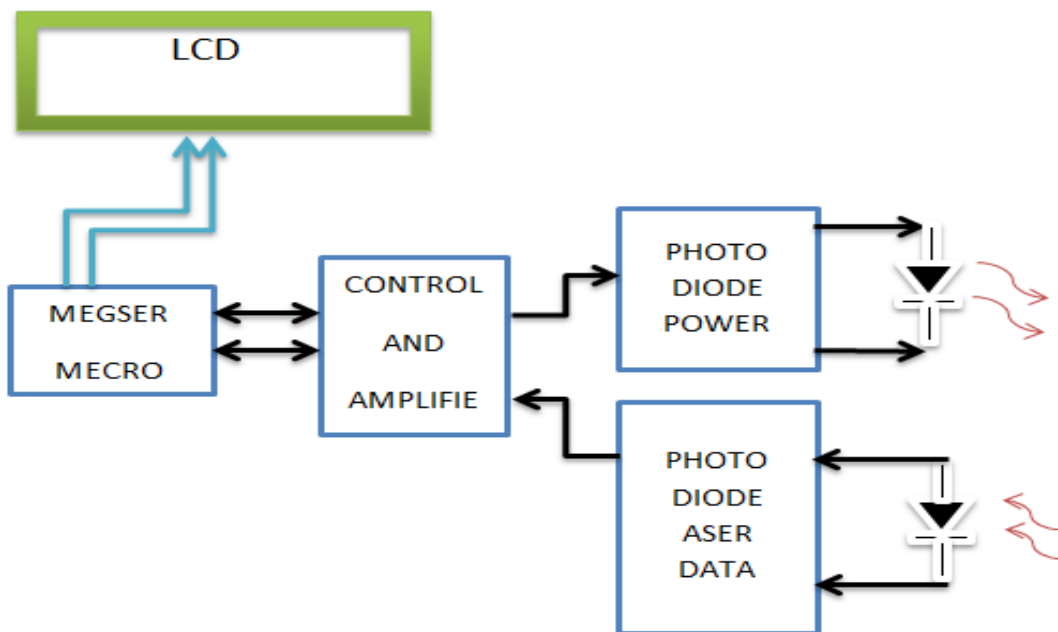 LCD
MEGSER
MECRO
CONTROL
AND
AMPLIFIE
PHOTO
DIODE
POWER
PHOTO
DIODE
ASER
DATA